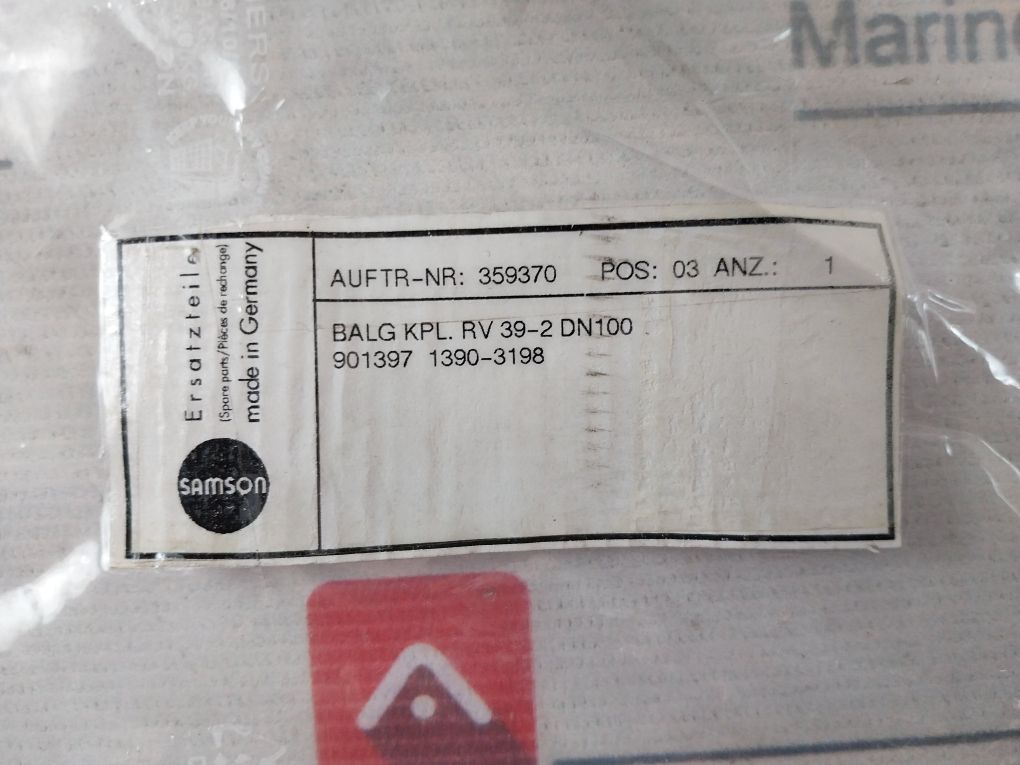 Marin
AUFTR-NR: 359370 POS: 03 ANZ.: 1
BALG KPL. RV 39-2 DN100
901397 1390-3198
Ersatzteile
(Spare parts/Pièces de rechange)
made in Germany
SAMSON